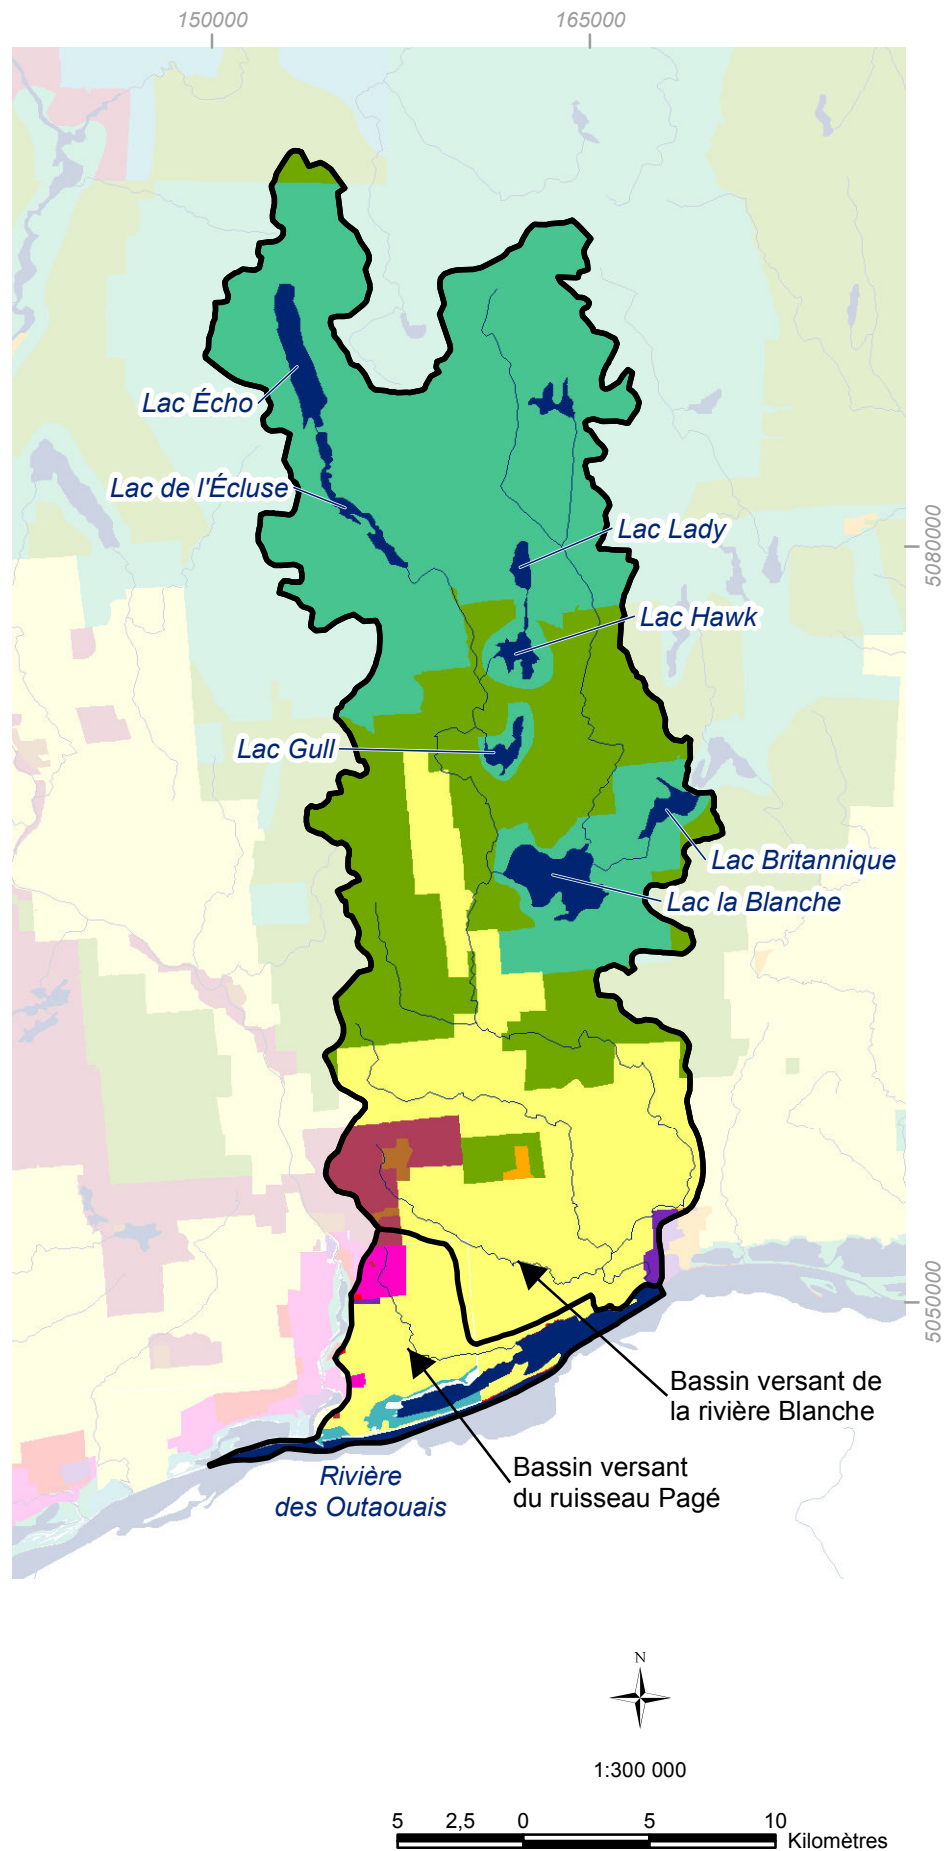 150000
165000
Lac Écho
Lac de l'Écluse
Lac Lady
5080000
Lac Hawk
Lac Gull
Lac Britannique
Lac la Blanche
5050000
Bassin versant de
la rivière Blanche
Bassin versant
du ruisseau Pagé
Rivière
des Outaouais
N
1:300 000
5 2,5 0 5 10
Kilomètres